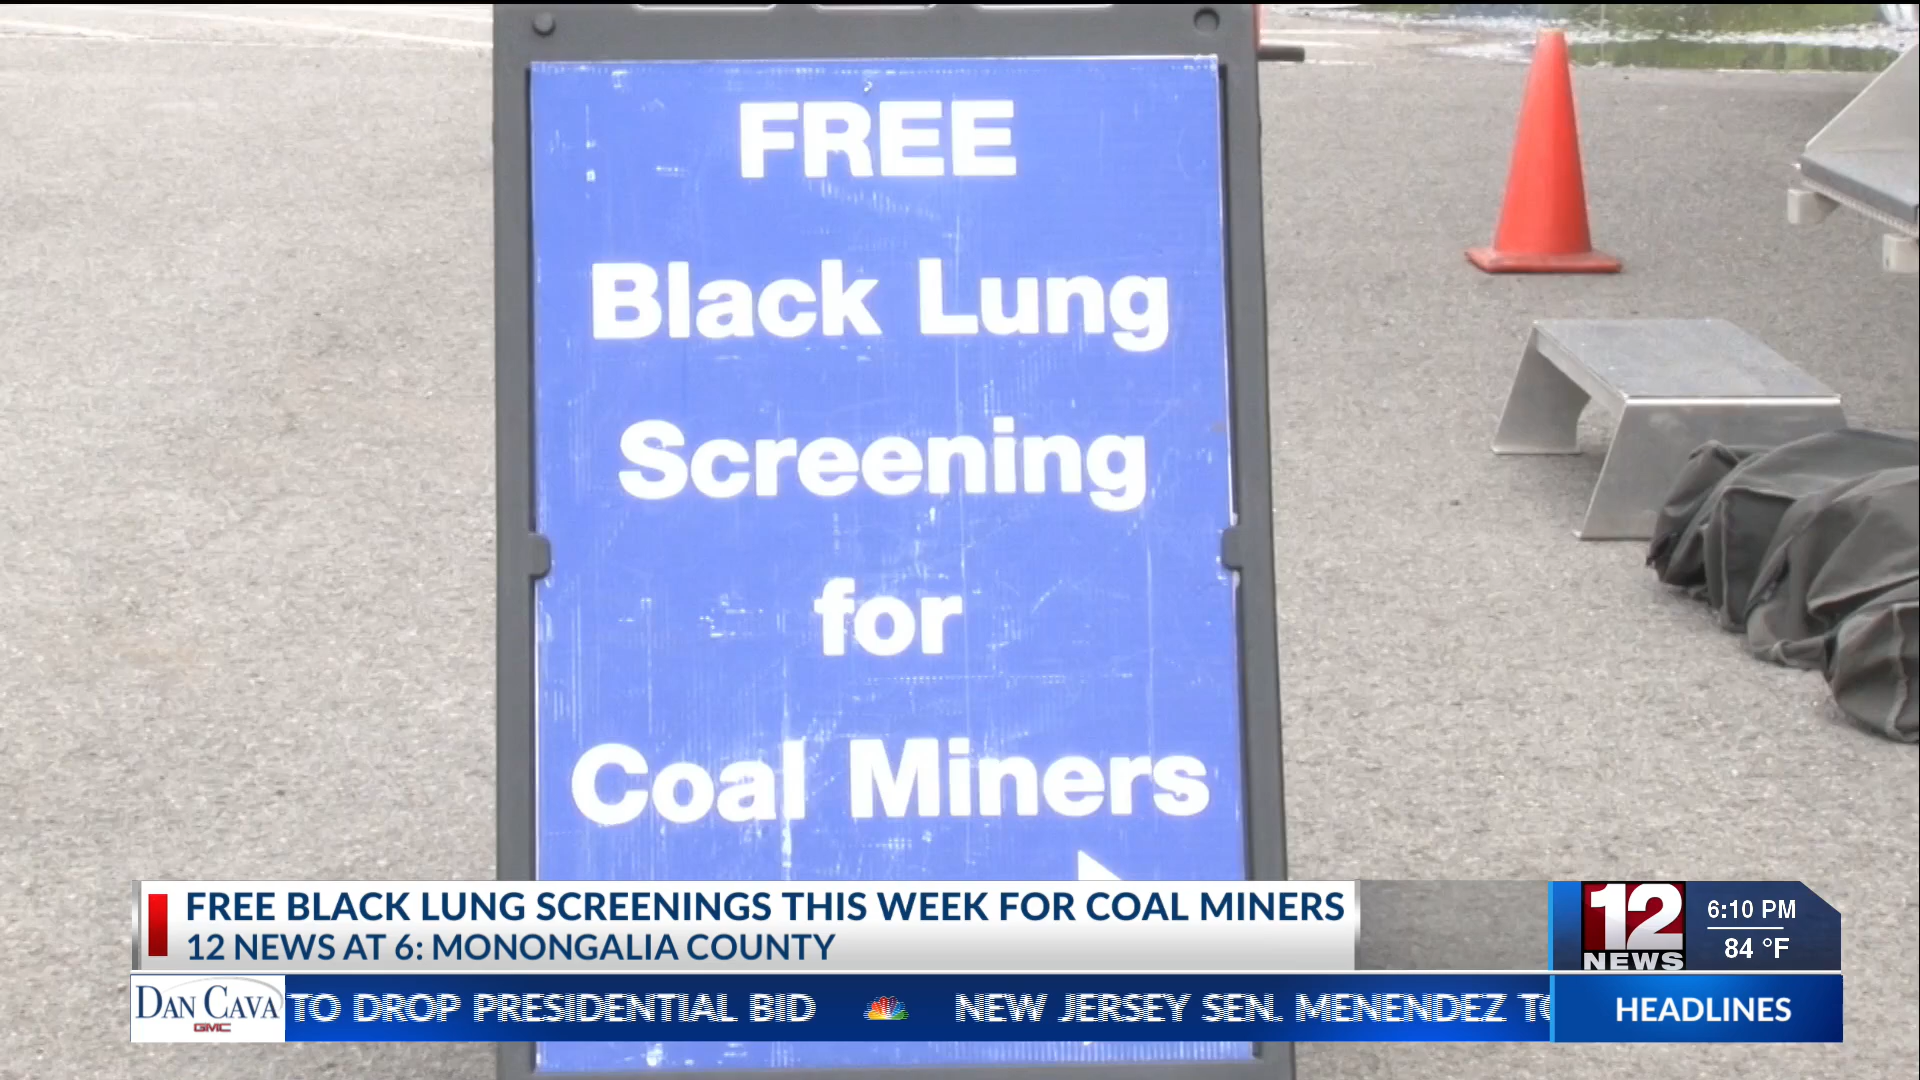 FREE
Black Lung
Screening
for
Coal Miners
FREE BLACK LUNG SCREENINGS THIS WEEK FOR COAL MINERS
12 NEWS AT 6: MONONGALIA COUNTY
12
NEWS
6:10 PM
84 °F
DAN CAVA
GMC
TO DROP PRESIDENTIAL BID NEW JERSEY SEN. MENENDEZ
HEADLINES